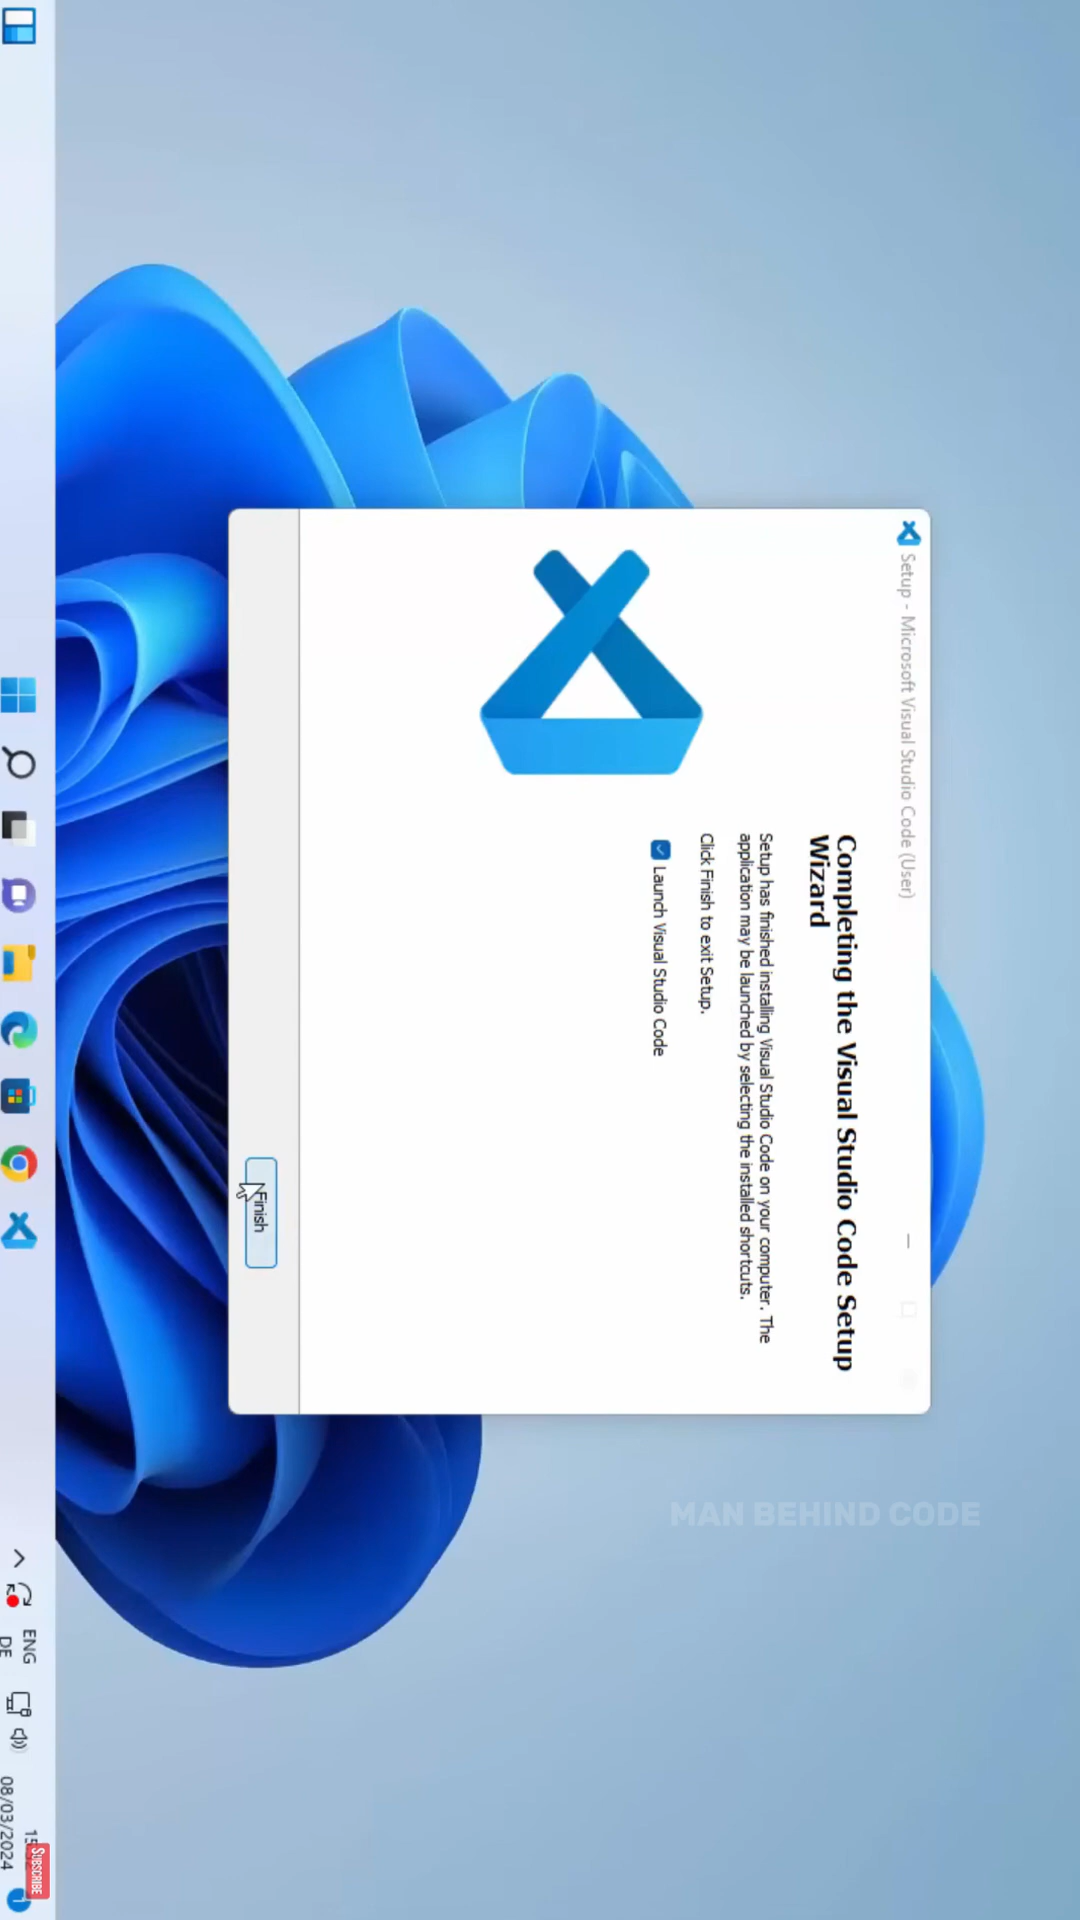 Setup - Microsoft Visual Studio Code (User)
Completing the Visual Studio Code Setup
Wizard
Setup has finished installing Visual Studio Code on your computer. The
application may be launched by selecting the installed shortcuts.
Click Finish to exit Setup.
Launch Visual Studio Code
Finish
MAN BEHIND CODE
ENG
DE
08/03/2024
SUBSCRIBE